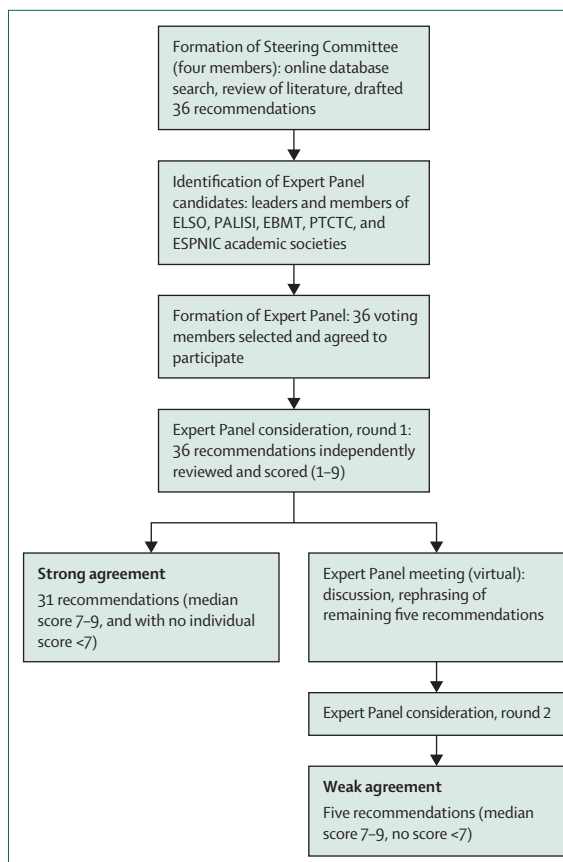 Formation of Steering Committee
(four members): online database
search, review of literature, drafted
36 recommendations
Identification of Expert Panel
candidates: leaders and members of
ELSO, PALISI, EBMT, PTCTC, and
ESPNIC academic societies
Formation of Expert Panel: 36 voting
members selected and agreed to
participate
Expert Panel consideration, round 1:
36 recommendations independently
reviewed and scored (1–9)
Strong agreement
31 recommendations (median
score 7–9, and with no individual
score <7)
Expert Panel meeting (virtual):
discussion, rephrasing of
remaining five recommendations
Expert Panel consideration, round 2
Weak agreement
Five recommendations (median
score 7–9, no score <7)